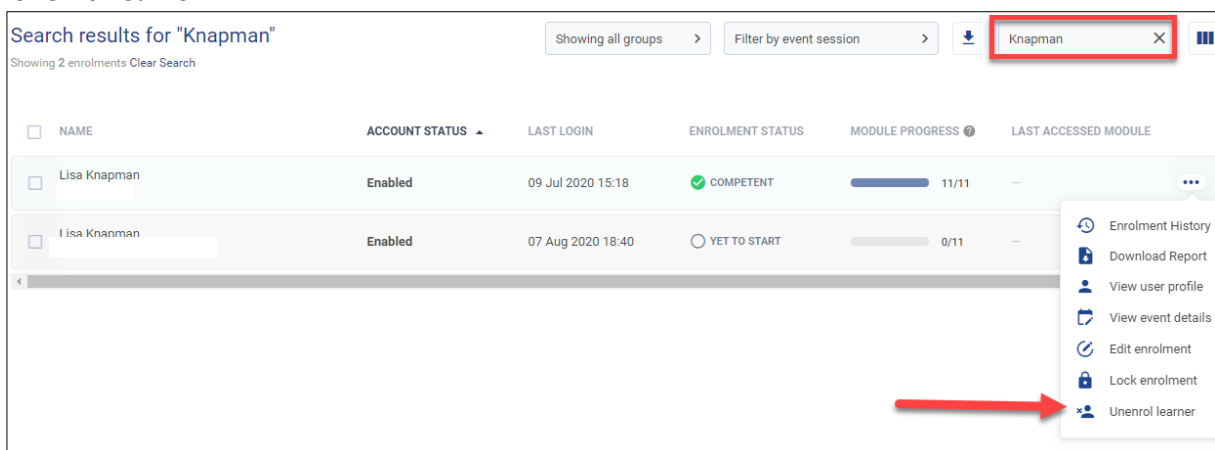 Search results for "Knapman"
Showing all groups
Filter by event session
Knapman
Showing 2 enrolments Clear Search
NAME ACCOUNT STATUS LAST LOGIN ENROLMENT STATUS MODULE PROGRESS LAST ACCESSED MODULE
Lisa Knapman Enabled 09 Jul 2020 15:18 COMPETENT 11/11 —
Lisa Knapman Enabled 07 Aug 2020 18:40 YET TO START 0/11 —
Enrolment History
Download Report
View user profile
View event details
Edit enrolment
Lock enrolment
Unenrol learner